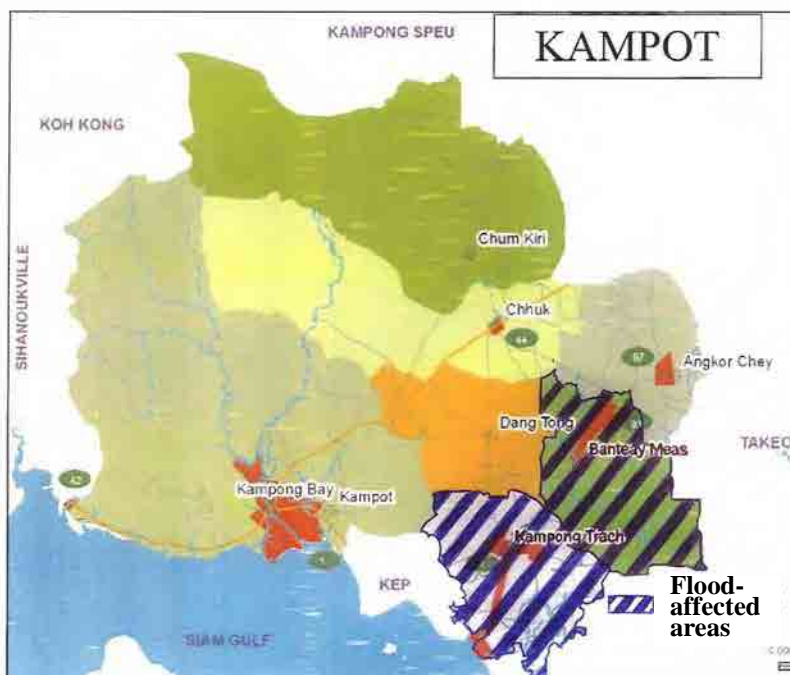 KAMPONG SPEU
KAMPOT
KOH KONG
Chum Kiri
SIHANOUKVILLE
Chhuk
Angkor Chey
Dang Tong
TAKEO
Banteay Meas
Kampong Bay
Kampot
Kampong Trach
KEP
Flood-
affected
areas
SIAM GULF